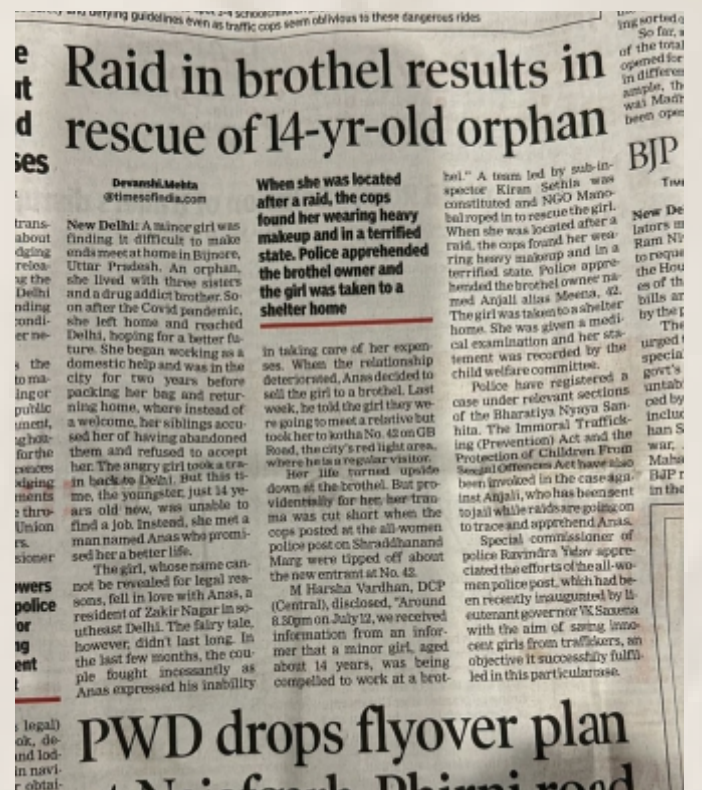 safety and defying guidelines even as traffic cops seem oblivious to these dangerous rides
Raid in brothel results in
rescue of 14-yr-old orphan
Devanshi.Mehta
@timesofindia.com
New Delhi: A minor girl was
finding it difficult to make
ends meet at home in Bijnore,
Uttar Pradesh. An orphan,
she lived with three sisters
and a drug addict brother. So-
on after the Covid pandemic,
she left home and reached
Delhi, hoping for a better fu-
ture. She began working as a
domestic help and was in the
city for two years before
packing her bag and retur-
ning home, where instead of
a welcome, her siblings accu-
sed her of having abandoned
them and refused to accept
her. The angry girl took a tra-
in back to Delhi. But this ti-
me, the youngster, just 14 ye-
ars old now, was unable to
find a job. Instead, she met a
man named Anas who promi-
sed her a better life.
The girl, whose name can-
not be revealed for legal rea-
sons, fell in love with Anas, a
resident of Zakir Nagar in so-
utheast Delhi. The fairy tale,
however, didn't last long. In
the last few months, the cou-
ple fought incessantly as
Anas expressed his inability
When she was located
after a raid, the cops
found her wearing heavy
makeup and in a terrified
state. Police apprehended
the brothel owner and
the girl was taken to a
shelter home
in taking care of her expen-
ses. When the relationship
deteriorated, Anas decided to
sell the girl to a brothel. Last
week, he told the girl they we-
re going to meet a relative but
took her to kotha No. 42 on GB
Road, the city's red light area,
where he is a regular visitor.
Her life turned upside
down at the brothel. But pro-
videntially for her, her trau-
ma was cut short when the
cops posted at the all-women
police post on Shraddhanand
Marg were tipped off about
the new entrant at No. 42.
M Harsha Vardhan, DCP
(Central), disclosed, "Around
8.30pm on July 12, we received
information from an infor-
mer that a minor girl, aged
about 14 years, was being
compelled to work at a brot-
hel." A team led by sub-in-
spector Kiran Sethia was
constituted and NGO Mano-
bal roped in to rescue the girl.
When she was located after a
raid, the cops found her wea-
ring heavy makeup and in a
terrified state. Police appre-
hended the brothel owner na-
med Anjali alias Meena, 42.
The girl was taken to a shelter
home. She was given a medi-
cal examination and her sta-
tement was recorded by the
child welfare committee.
Police have registered a
case under relevant sections
of the Bharatiya Nyaya San-
hita. The Immoral Traffick-
ing (Prevention) Act and the
Protection of Children From
Sexual Offences Act have also
been invoked in the case aga-
inst Anjali, who has been sent
to jail while raids are going on
to trace and apprehend Anas.
Special commissioner of
police Ravindra Yadav appre-
ciated the efforts of the all-wo-
men police post, which had be-
en recently inaugurated by li-
eutenant governor VK Saxena
with the aim of saving inno-
cent girls from traffickers, an
objective it successfully fulfil-
led in this particular case.
BJP
New De
PWD drops flyover plan